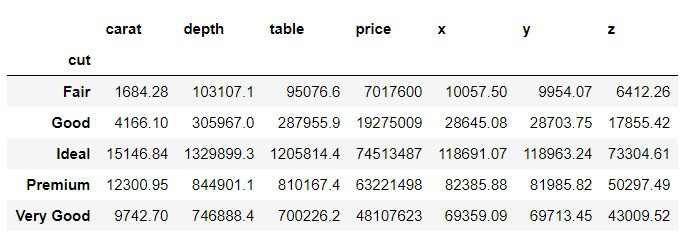 carat depth table price x y z
cut
Fair 1684.28 103107.1 95076.6 7017600 10057.50 9954.07 6412.26
Good 4166.10 305967.0 287955.9 19275009 28645.08 28703.75 17855.42
Ideal 15146.84 1329899.3 1205814.4 74513487 118691.07 118963.24 73304.61
Premium 12300.95 844901.1 810167.4 63221498 82385.88 81985.82 50297.49
Very Good 9742.70 746888.4 700226.2 48107623 69359.09 69713.45 43009.52